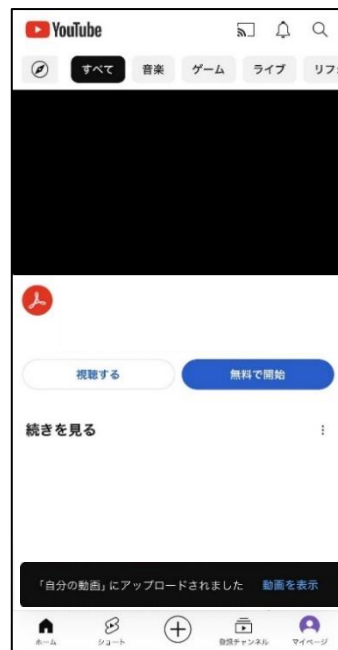 YouTube
すべて 音楽 ゲーム ライブ リフ
視聴する 無料で開始
続きを見る
「自分の動画」にアップロードされました 動画を表示
ホーム ショート 登録チャンネル マイページ